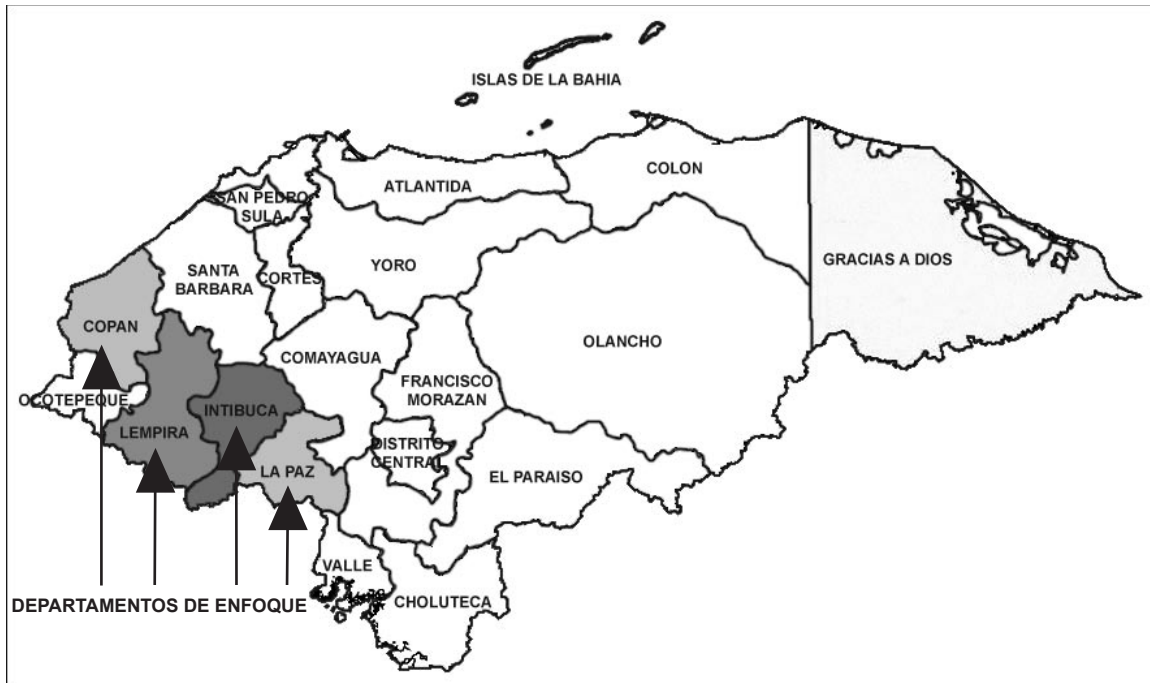 ISLAS DE LA BAHIA
COLON
ATLANTIDA
SAN PEDRO
SULA
GRACIAS A DIOS
YORO
SANTA
BARBARA
CORTES
COPAN
OLANCHO
COMAYAGUA
FRANCISCO
MORAZAN
OCOTEPEQUE
INTIBUCA
LEMPIRA
DISTRITO
CENTRAL
LA PAZ
EL PARAISO
VALLE
CHOLUTECA
DEPARTAMENTOS DE ENFOQUE